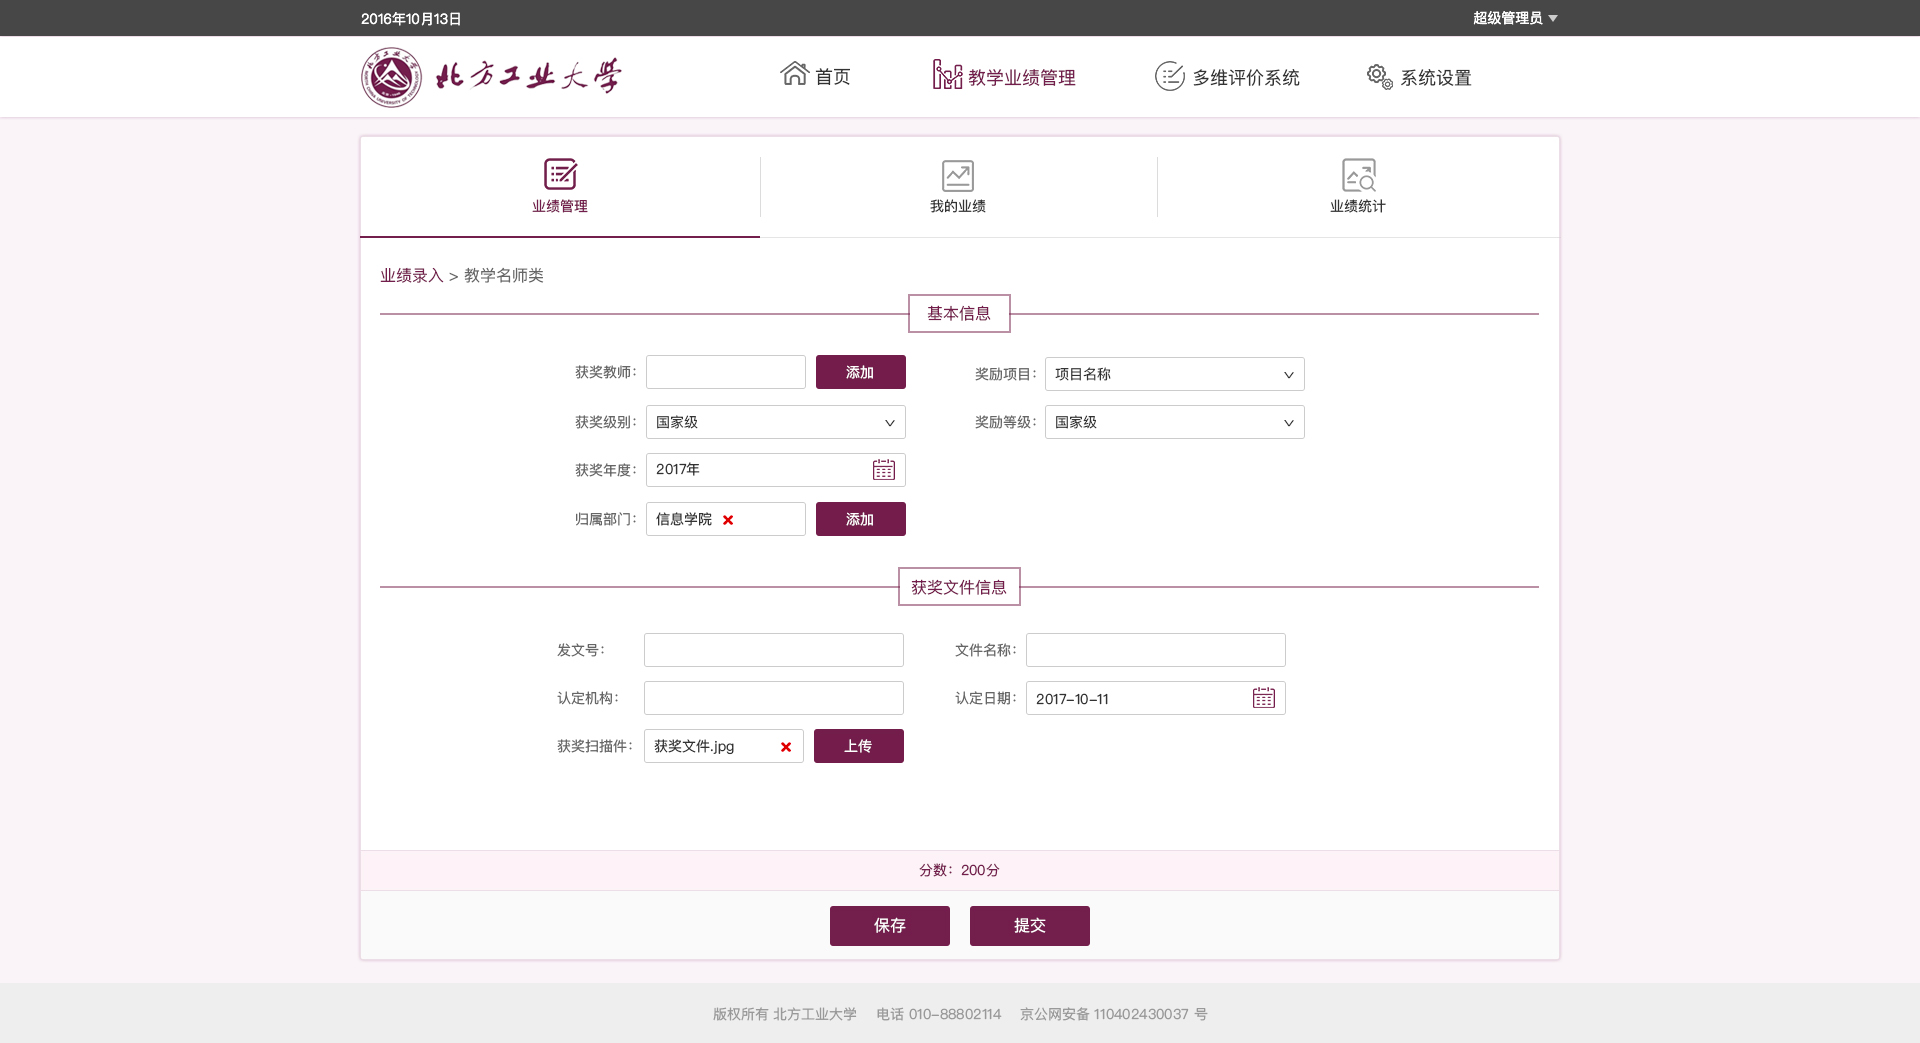 2016年10月13日 超级管理员
北方工业大学 首页 教学业绩管理 多维评价系统 系统设置
业绩管理 我的业绩 业绩统计
业绩录入 > 教学名师类
基本信息
获奖教师: 添加 奖励项目: 项目名称
获奖级别: 国家级 奖励等级: 国家级
获奖年度: 2017年
归属部门: 信息学院 添加
获奖文件信息
发文号: 文件名称:
认定机构: 认定日期: 2017-10-11
获奖扫描件: 获奖文件.jpg 上传
分数: 200分
保存 提交
版权所有 北方工业大学 电话 010-88802114 京公网安备 110402430037 号